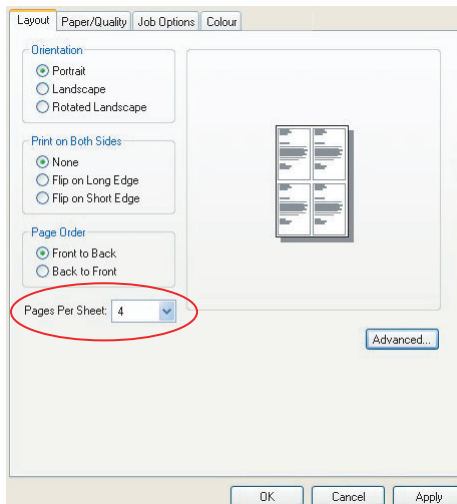 Layout Paper/Quality Job Options Colour
Orientation
Portrait
Landscape
Rotated Landscape
Print on Both Sides
None
Flip on Long Edge
Flip on Short Edge
Page Order
Front to Back
Back to Front
Pages Per Sheet: 4
Advanced...
OK Cancel Apply